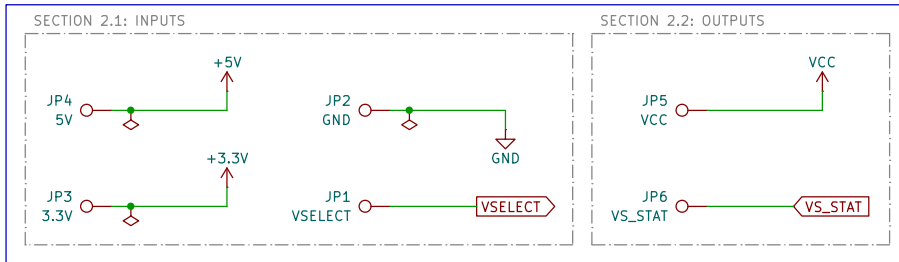 SECTION 2.1: INPUTS
+5V
JP4
5V
JP2
GND
GND
+3.3V
JP3
3.3V
JP1
VSELECT
VSELECT
SECTION 2.2: OUTPUTS
VCC
JP5
VCC
JP6
VS_STAT
VS_STAT